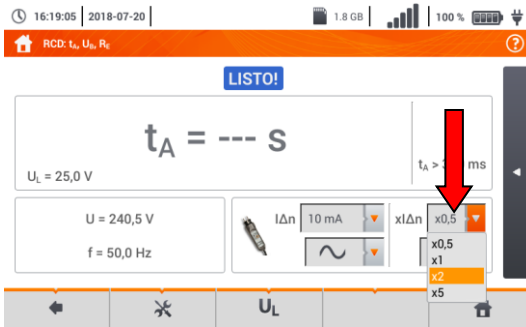 16:19:05 2018-07-20 1.8 GB 100 %
RCD: tA, UB, RE
LISTO!
tA = --- s
UL = 25,0 V
tA > ms
U = 240,5 V
f = 50,0 Hz
IΔn 10 mA xIΔn x0,5
x0,5
x1
x2
x5
UL